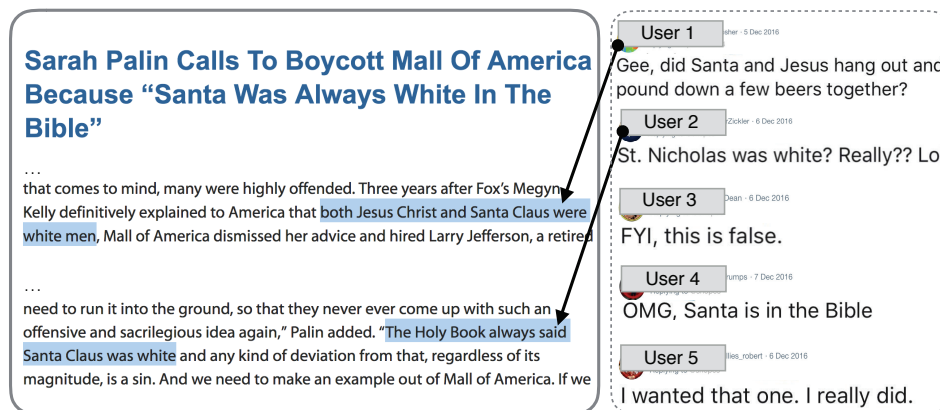 Sarah Palin Calls To Boycott Mall Of America
Because “Santa Was Always White In The
Bible”
...
that comes to mind, many were highly offended. Three years after Fox’s Megyn
Kelly definitively explained to America that both Jesus Christ and Santa Claus were
white men, Mall of America dismissed her advice and hired Larry Jefferson, a retired
...
need to run it into the ground, so that they never ever come up with such an
offensive and sacrilegious idea again,” Palin added. “The Holy Book always said
Santa Claus was white and any kind of deviation from that, regardless of its
magnitude, is a sin. And we need to make an example out of Mall of America. If we
User 1
sher · 5 Dec 2016
Gee, did Santa and Jesus hang out and
pound down a few beers together?
User 2
Zickler · 6 Dec 2016
St. Nicholas was white? Really?? Lo
User 3
Dean · 6 Dec 2016
FYI, this is false.
User 4
rumps · 7 Dec 2016
OMG, Santa is in the Bible
User 5
llies_robert · 6 Dec 2016
I wanted that one. I really did.